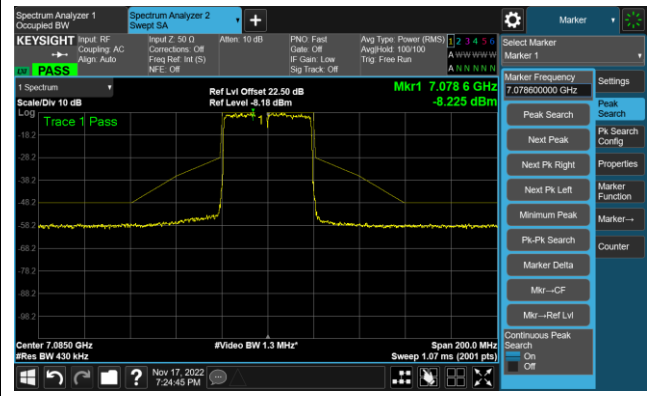 Spectrum Analyzer 1
Occupied BW
Spectrum Analyzer 2
Swept SA
Marker
KEYSIGHT
Input: RF
Coupling: AC
Align: Auto
Input Z: 50 Ω
Corrections: Off
Freq Ref: Int (S)
NFE: Off
Atten: 10 dB
PNO: Fast
Gate: Off
IF Gain: Low
Sig Track: Off
Avg Type: Power (RMS)
Avg|Hold: 100/100
Trig: Free Run
1 2 3 4 5 6
A W W W W W
A N N N N N
PASS
Select Marker
Marker 1
1 Spectrum
Scale/Div 10 dB
Ref Lvl Offset 22.50 dB
Ref Level -8.18 dBm
Mkr1 7.078 6 GHz
-8.225 dBm
Log
Trace 1 Pass
1
-18.2
-28.2
-38.2
-48.2
-58.2
-68.2
-78.2
-88.2
-98.2
Center 7.0850 GHz
#Res BW 430 kHz
#Video BW 1.3 MHz*
Span 200.0 MHz
Sweep 1.07 ms (2001 pts)
Marker Frequency
7.078600000 GHz
Peak Search
Next Peak
Next Pk Right
Next Pk Left
Minimum Peak
Pk-Pk Search
Marker Delta
Mkr→CF
Mkr→Ref Lvl
Continuous Peak
Search
On
Off
Settings
Peak
Search
Pk Search
Config
Properties
Marker
Function
Marker→
Counter
Nov 17, 2022
7:24:45 PM